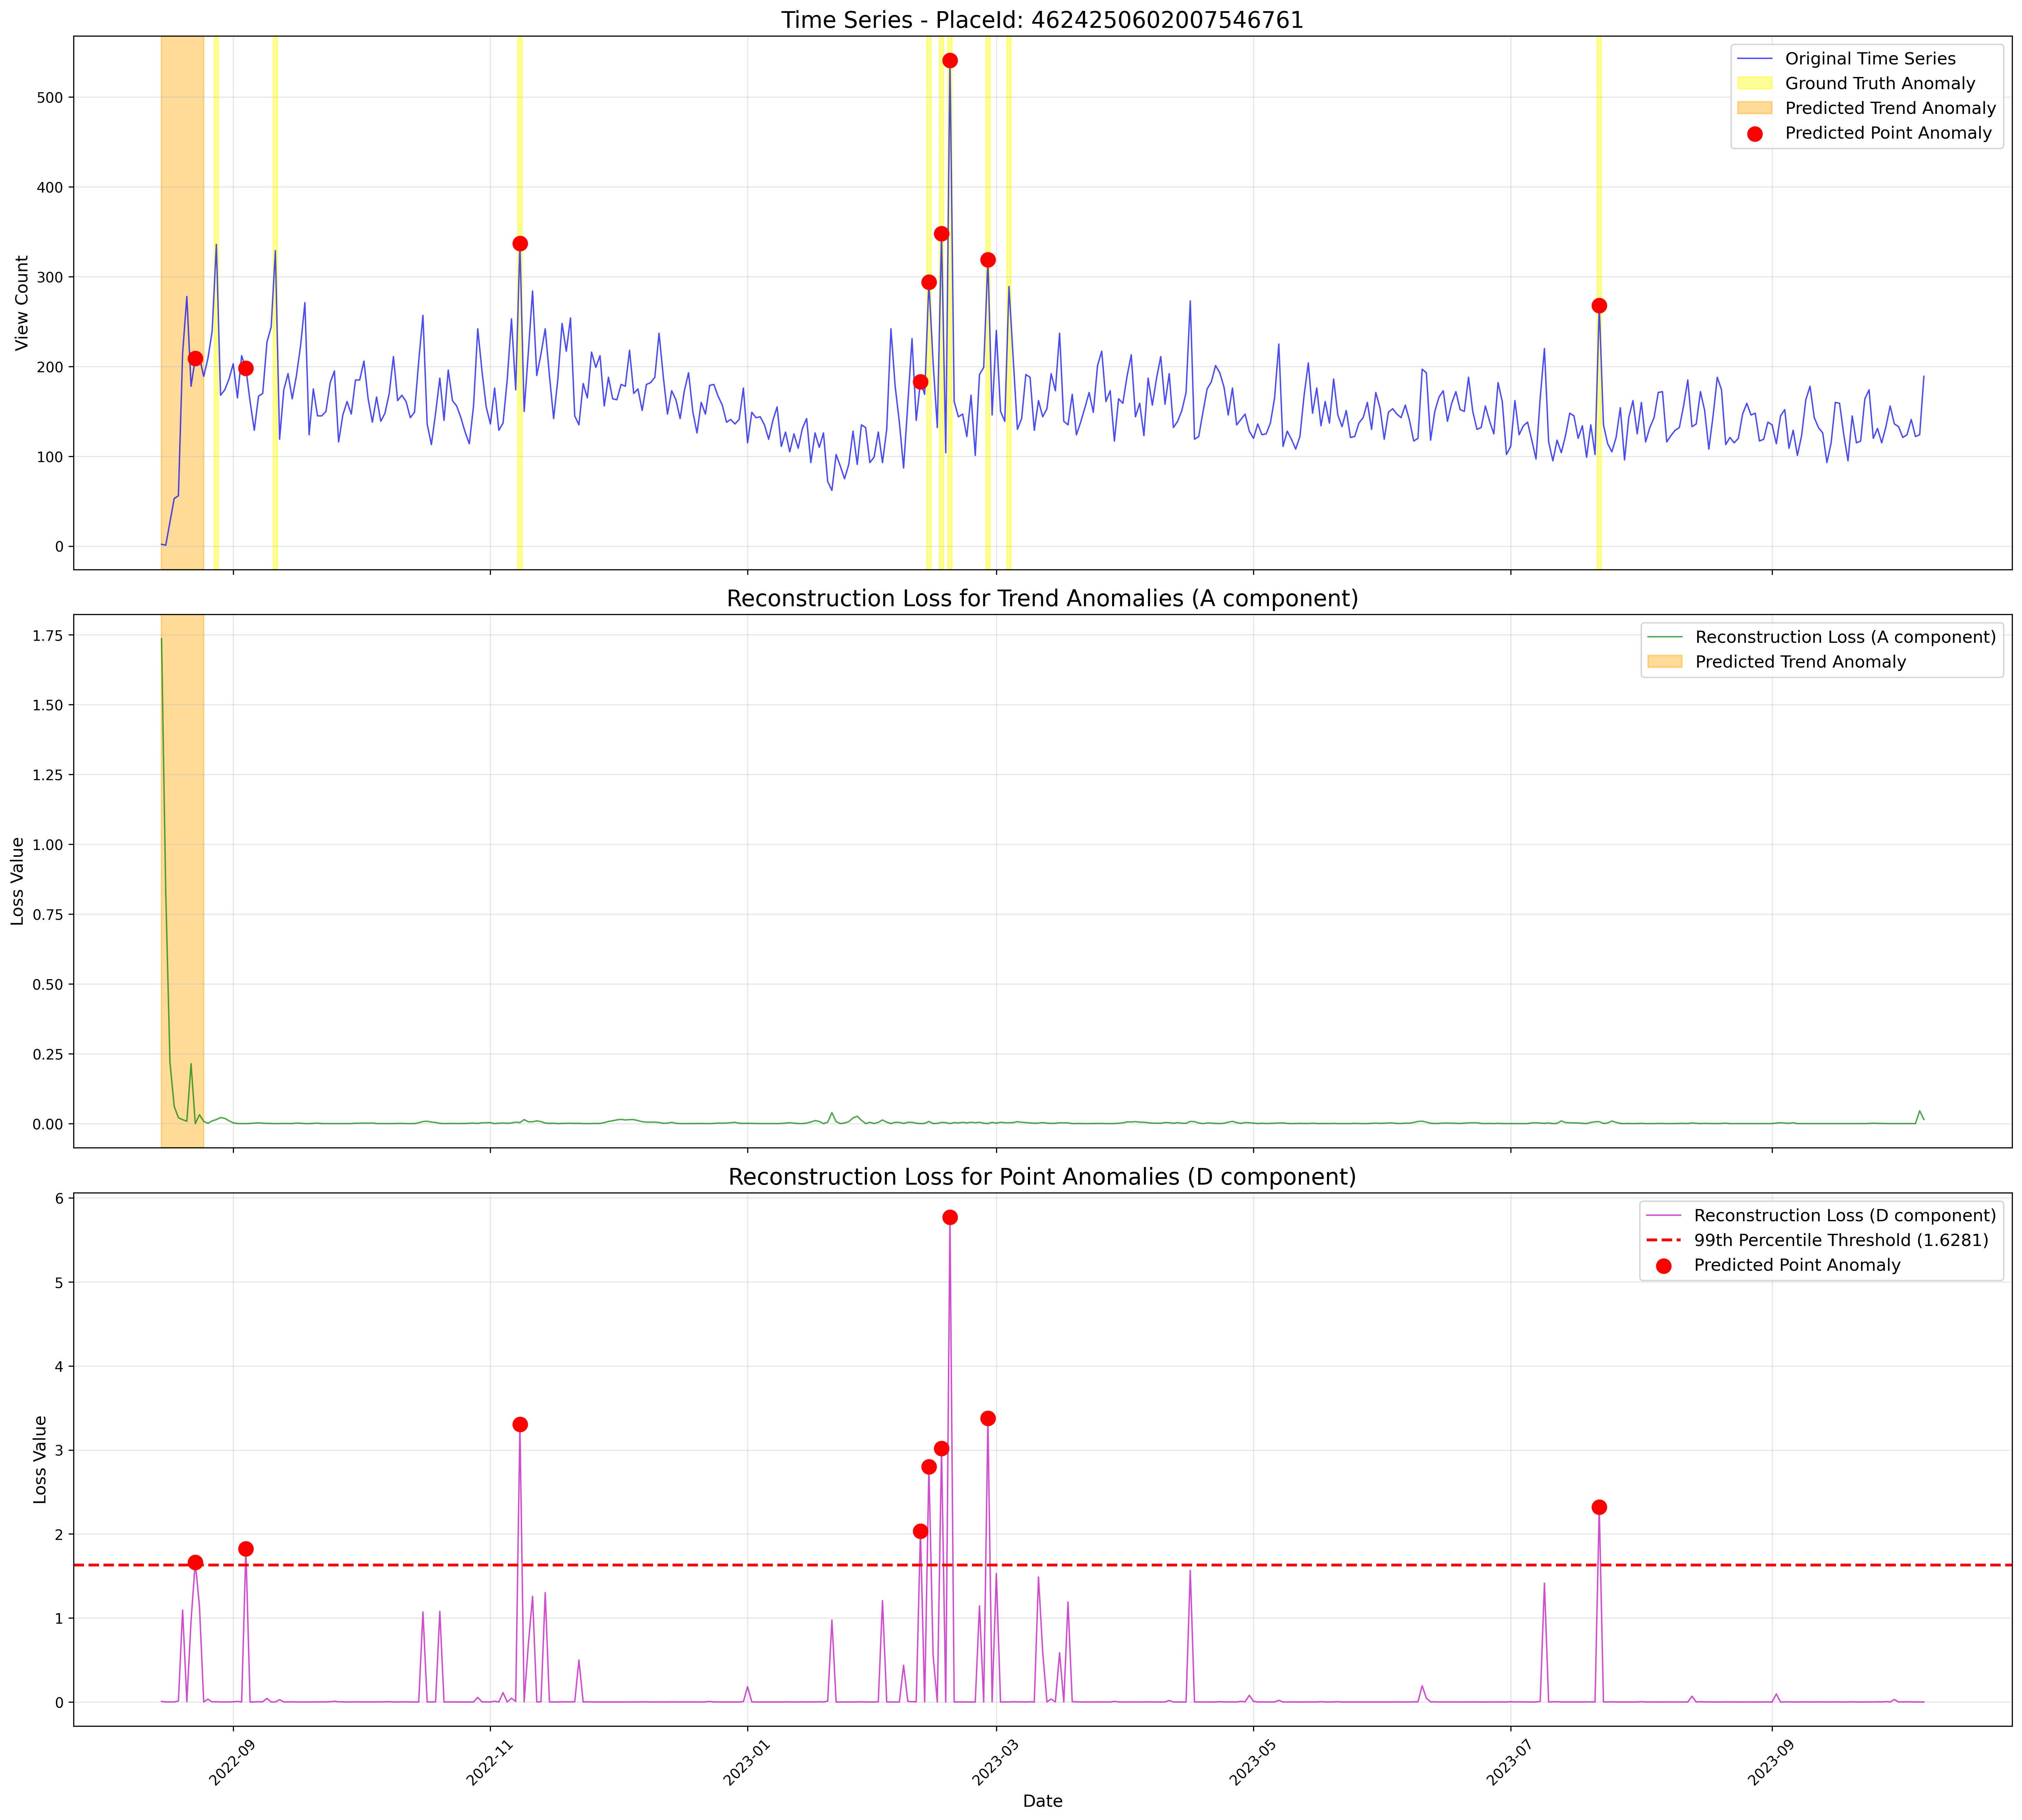 Time Series - PlaceId: 4624250602007546761
Original Time Series
Ground Truth Anomaly
Predicted Trend Anomaly
Predicted Point Anomaly
View Count
500
400
300
200
100
0
Reconstruction Loss for Trend Anomalies (A component)
Reconstruction Loss (A component)
Predicted Trend Anomaly
Loss Value
1.75
1.50
1.25
1.00
0.75
0.50
0.25
0.00
Reconstruction Loss for Point Anomalies (D component)
Reconstruction Loss (D component)
99th Percentile Threshold (1.6281)
Predicted Point Anomaly
Loss Value
6
5
4
3
2
1
0
2022-09
2022-11
2023-01
2023-03
2023-05
2023-07
2023-09
Date